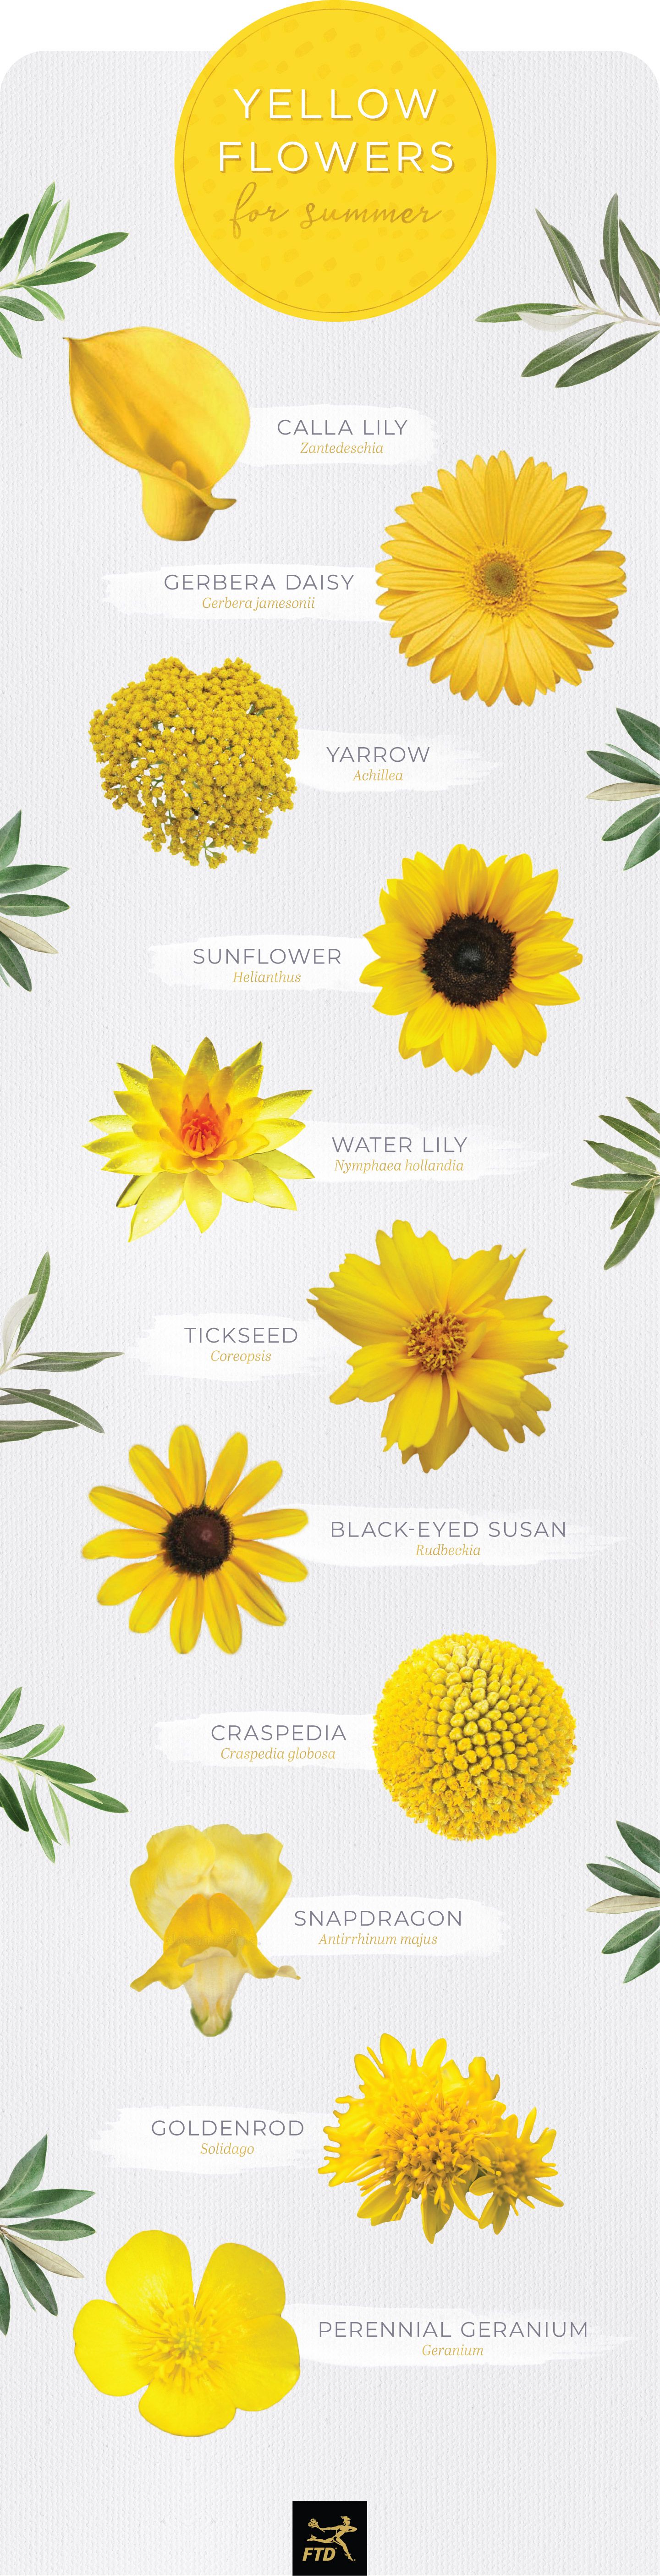 YELLOW
FLOWERS
for summer
CALLA LILY
Zantedeschia
GERBERA DAISY
Gerbera jamesonii
YARROW
Achillea
SUNFLOWER
Helianthus
WATER LILY
Nymphaea hollandia
TICKSEED
Coreopsis
BLACK-EYED SUSAN
Rudbeckia
CRASPEDIA
Craspedia globosa
SNAPDRAGON
Antirrhinum majus
GOLDENROD
Solidago
PERENNIAL GERANIUM
Geranium
FTD